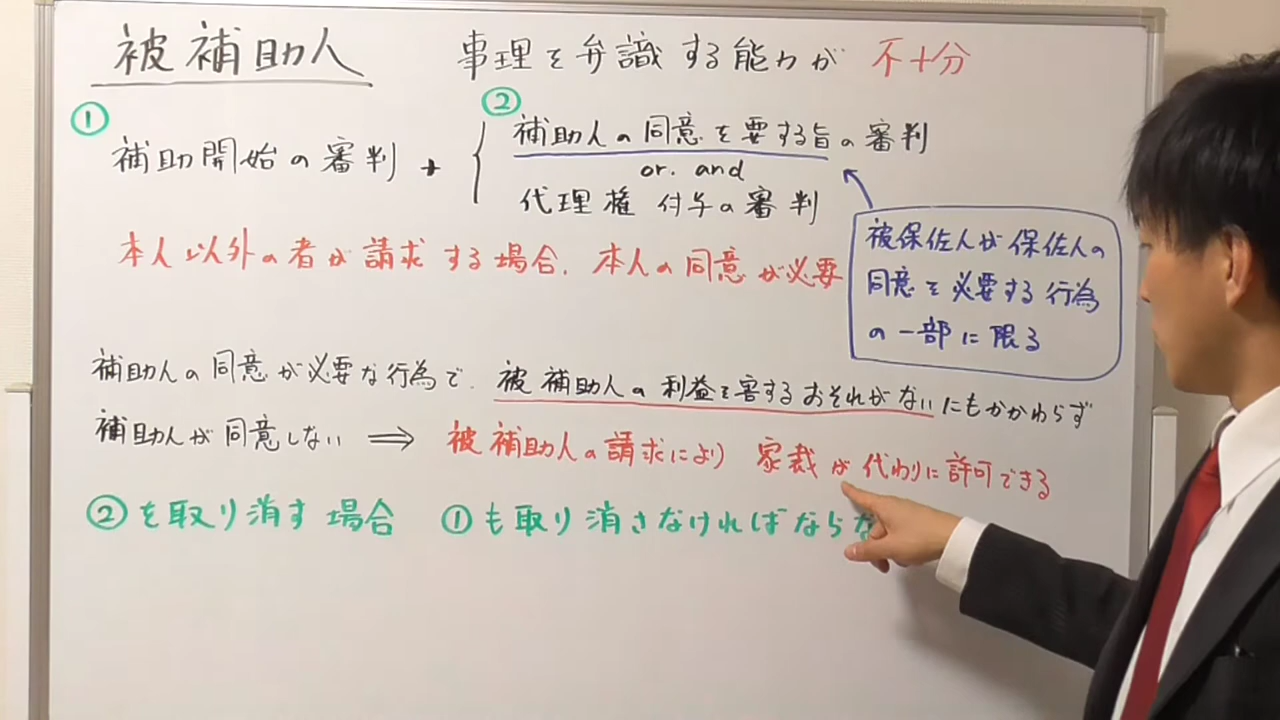 被補助人 事理を弁識する能力が 不十分
① 補助開始の審判 + ② 補助人の同意を要する旨の審判
or. and
代理権 付与の審判
本人以外の者が請求する場合、本人の同意が必要
被保佐人が保佐人の
同意を必要する行為
の一部に限る
補助人の同意が必要な行為で、被補助人の利益を害するおそれがないにもかかわらず
補助人が同意しない ⇒ 被補助人の請求により 家裁が代わりに許可できる
②を取り消す場合 ①も取り消さなければならな